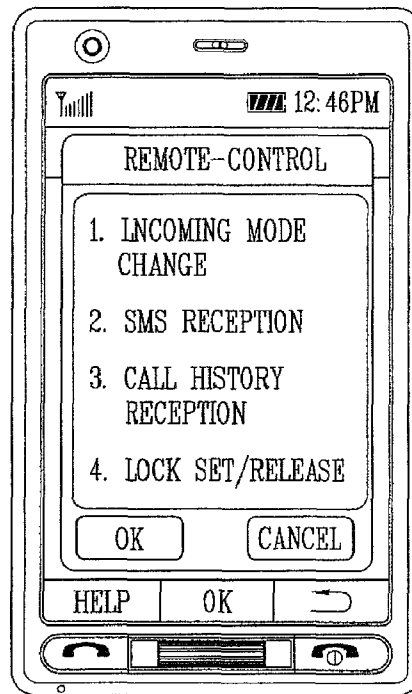 12:46PM
REMOTE-CONTROL
1. LNCOMING MODE
CHANGE
2. SMS RECEPTION
3. CALL HISTORY
RECEPTION
4. LOCK SET/RELEASE
OK CANCEL
HELP OK